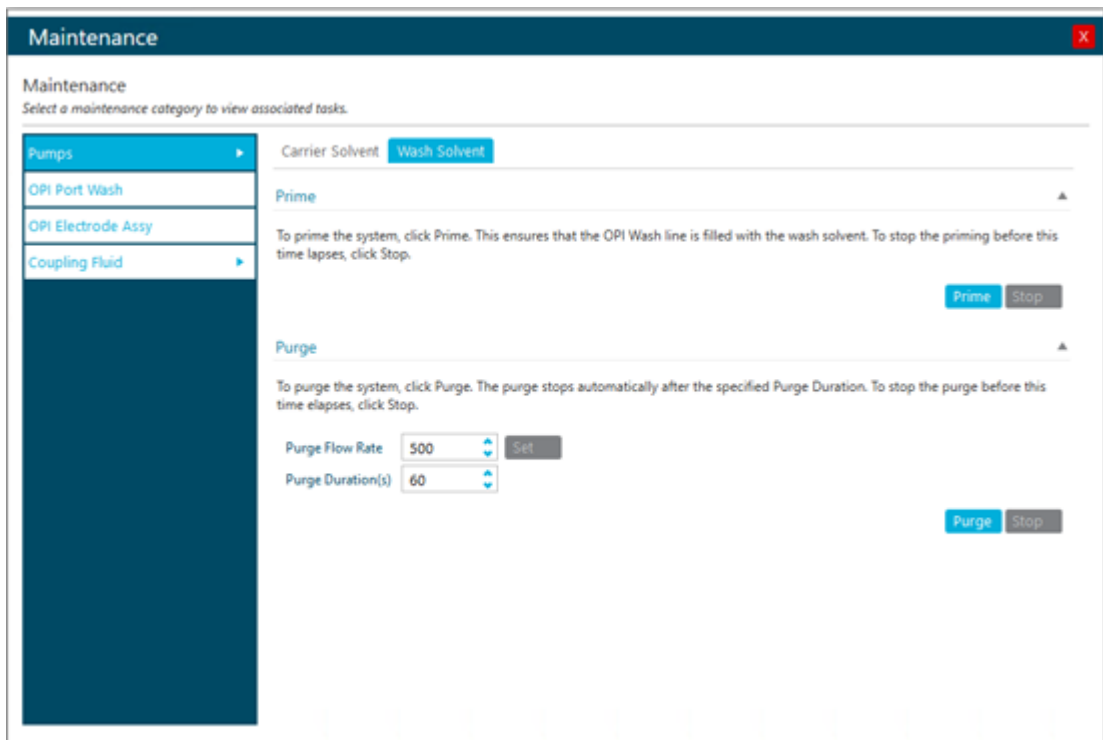 Maintenance
X
Maintenance
Select a maintenance category to view associated tasks.
Pumps
OPI Port Wash
OPI Electrode Assy
Coupling Fluid
Carrier Solvent Wash Solvent
Prime
To prime the system, click Prime. This ensures that the OPI Wash line is filled with the wash solvent. To stop the priming before this
time lapses, click Stop.
Prime Stop
Purge
To purge the system, click Purge. The purge stops automatically after the specified Purge Duration. To stop the purge before this
time elapses, click Stop.
Purge Flow Rate 500 Set
Purge Duration(s) 60
Purge Stop